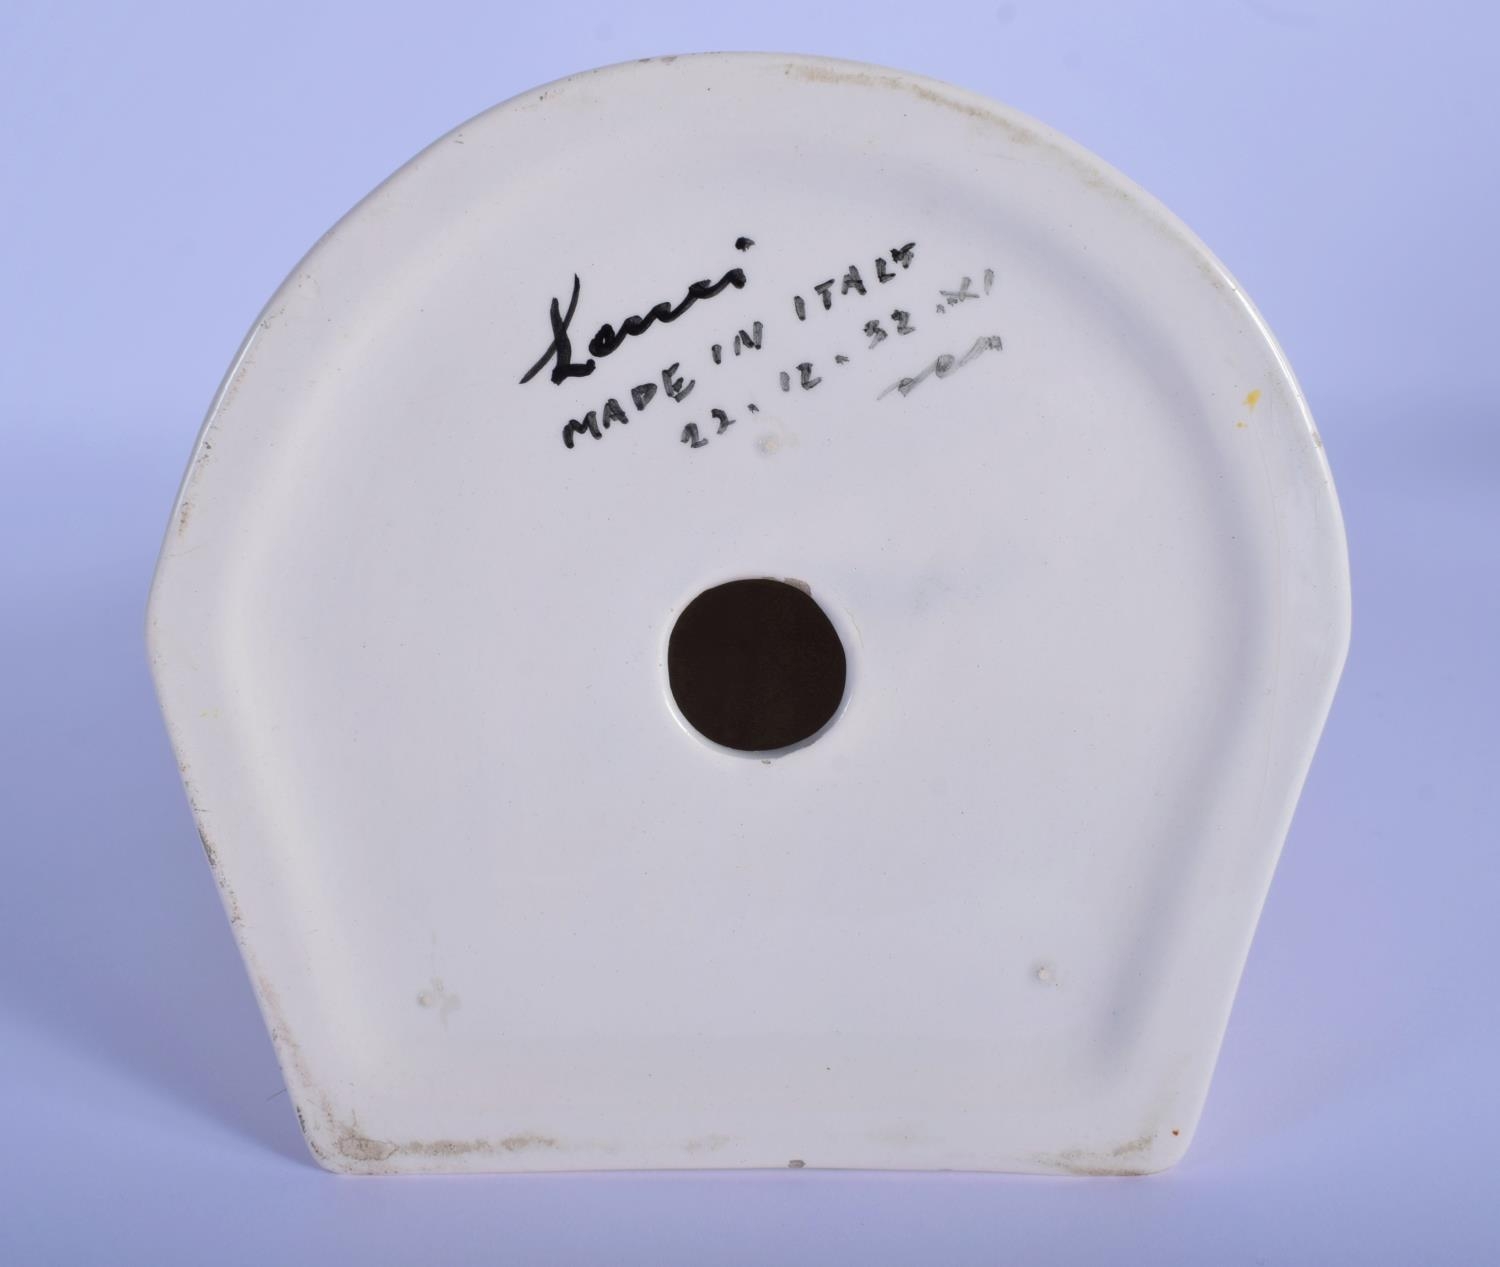 Lenci
MADE IN ITALY
22.12.32.XI